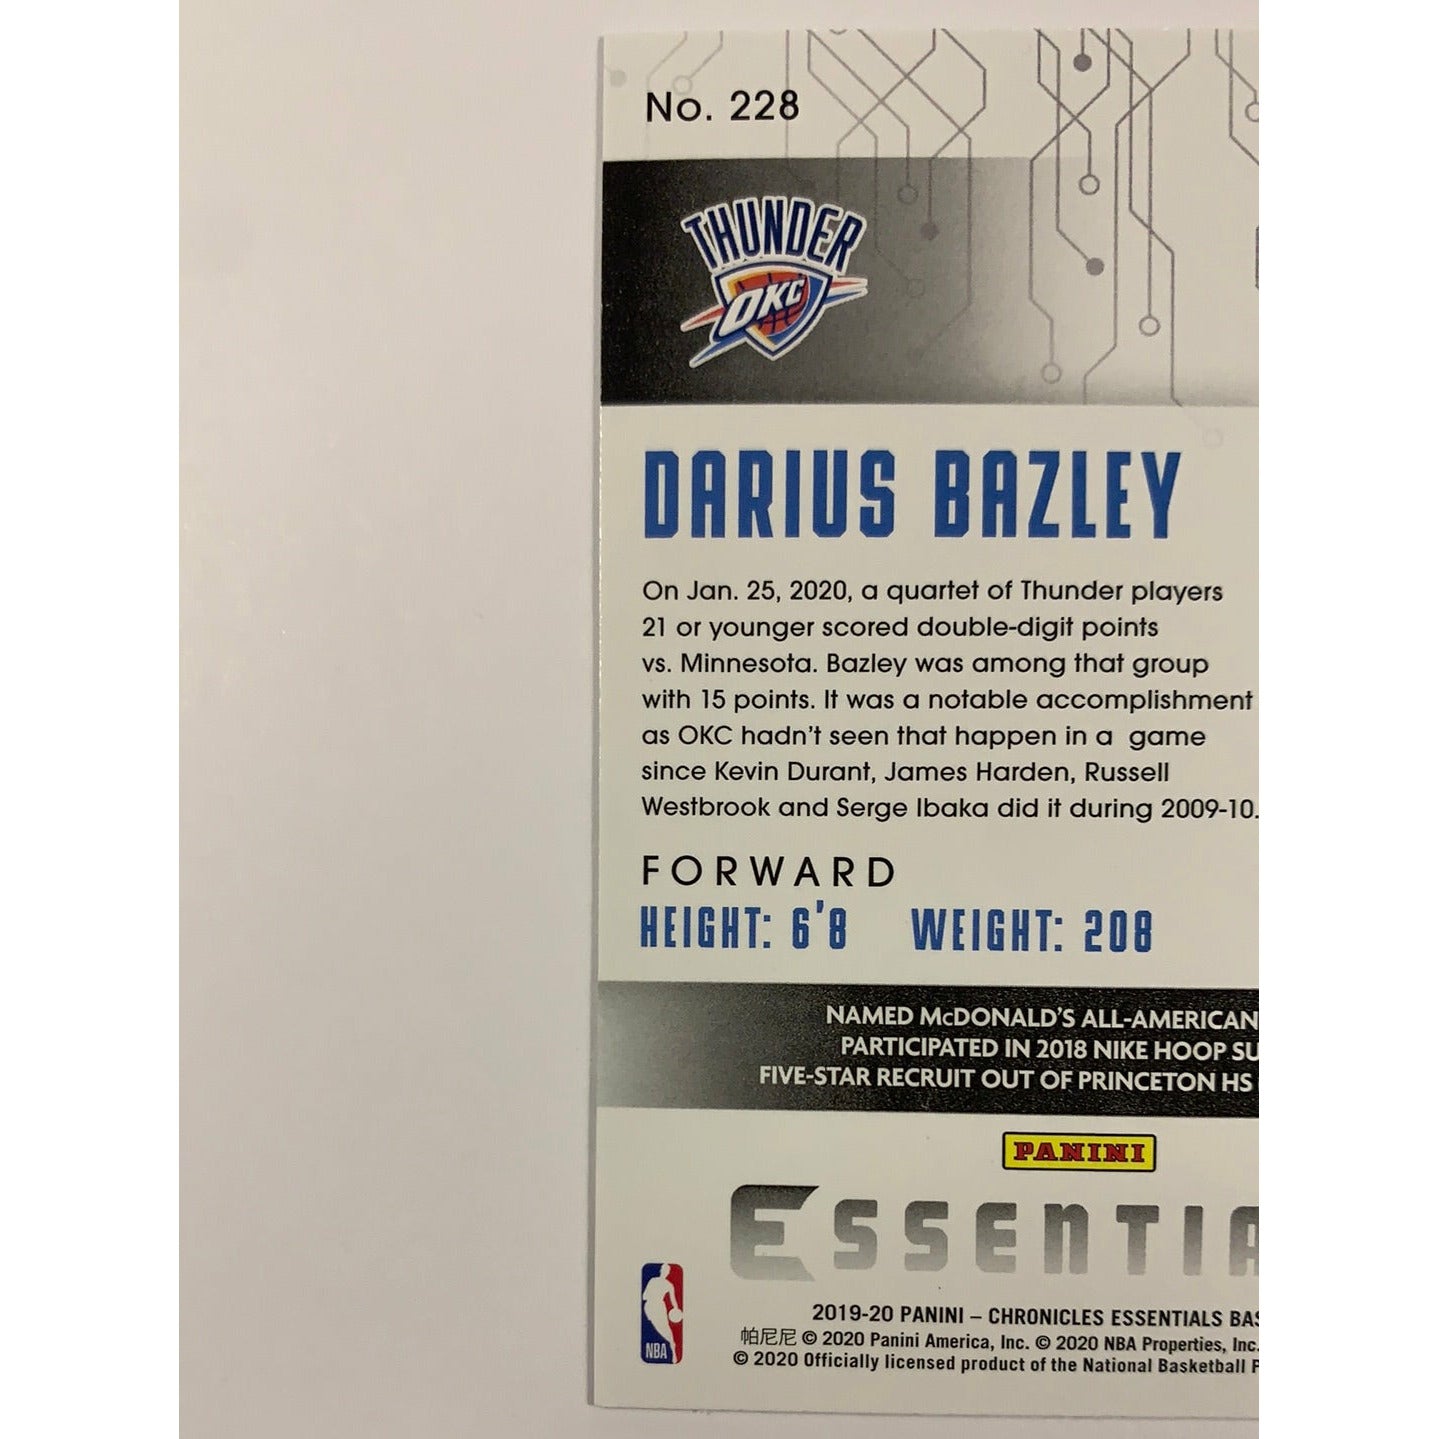 No. 228
THUNDER
OKC
DARIUS BAZLEY
On Jan. 25, 2020, a quartet of Thunder players
21 or younger scored double-digit points
vs. Minnesota. Bazley was among that group
with 15 points. It was a notable accomplishment
as OKC hadn't seen that happen in a  game
since Kevin Durant, James Harden, Russell
Westbrook and Serge Ibaka did it during 2009-10.
FORWARD
HEIGHT: 6'8 WEIGHT: 208
NAMED McDONALD'S ALL-AMERICAN
PARTICIPATED IN 2018 NIKE HOOP SU
FIVE-STAR RECRUIT OUT OF PRINCETON HS
PANINI
ESSENTIA
2019-20 PANINI – CHRONICLES ESSENTIALS BAS
帕尼尼 © 2020 Panini America, Inc. © 2020 NBA Properties, Inc.
© 2020 Officially licensed product of the National Basketball P
NBA